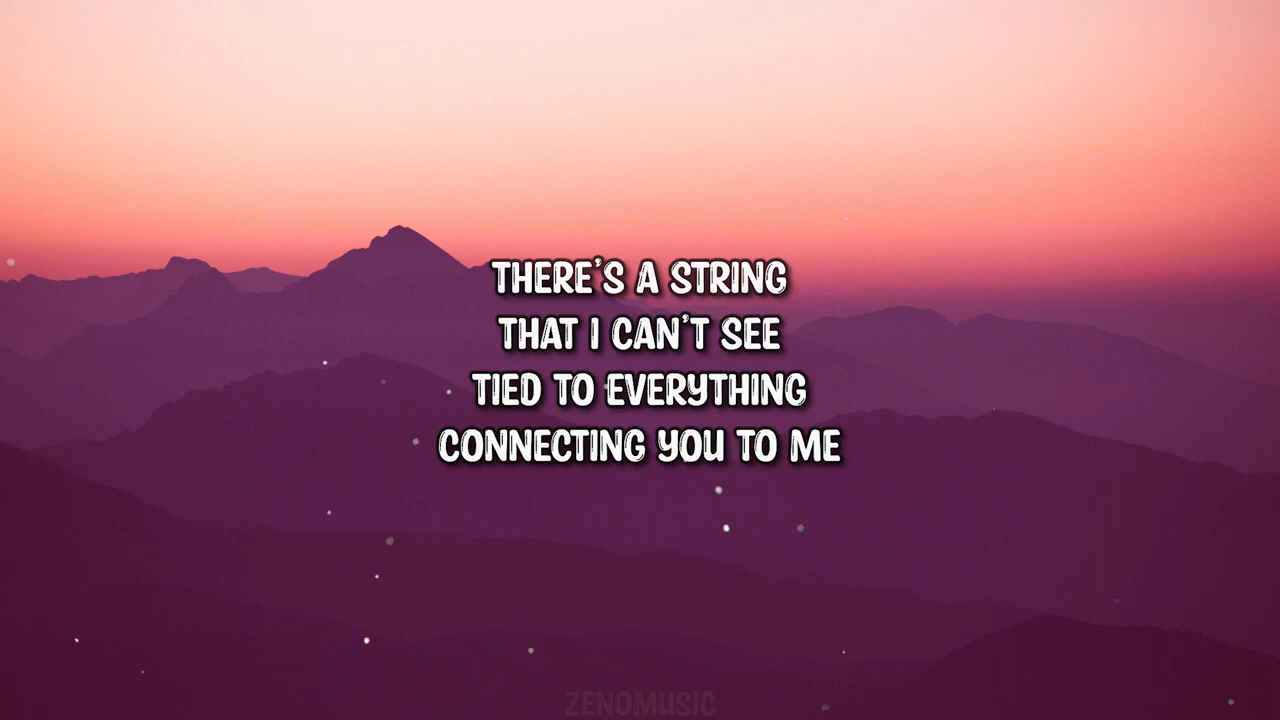 THERE'S A STRING
THAT I CAN'T SEE
TIED TO EVERYTHING
CONNECTING YOU TO ME
ZENOMUSIC